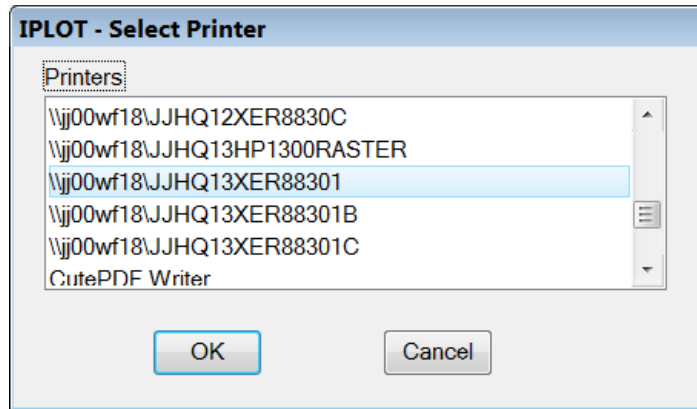 IPLOT - Select Printer
Printers
\\jj00wf18\JJHQ12XER8830C
\\jj00wf18\JJHQ13HP1300RASTER
\\jj00wf18\JJHQ13XER88301
\\jj00wf18\JJHQ13XER88301B
\\jj00wf18\JJHQ13XER88301C
CutePDF Writer
OK Cancel